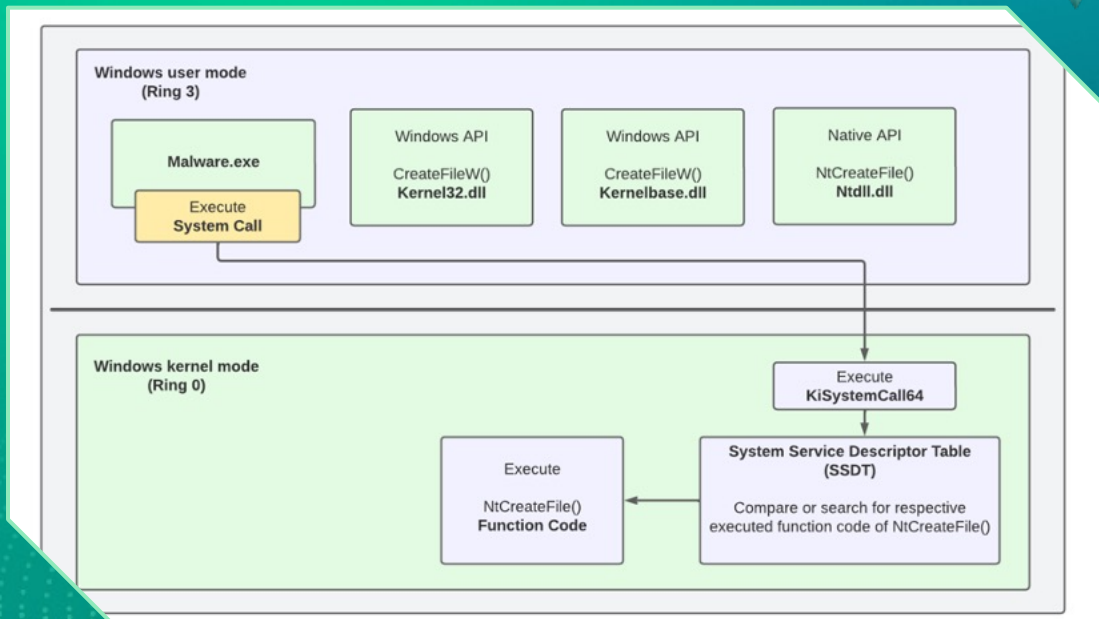 Windows user mode
(Ring 3)
Malware.exe
Execute
System Call
Windows API
CreateFileW()
Kernel32.dll
Windows API
CreateFileW()
Kernelbase.dll
Native API
NtCreateFile()
Ntdll.dll
Windows kernel mode
(Ring 0)
Execute
KiSystemCall64
System Service Descriptor Table
(SSDT)
Compare or search for respective
executed function code of NtCreateFile()
Execute
NtCreateFile()
Function Code